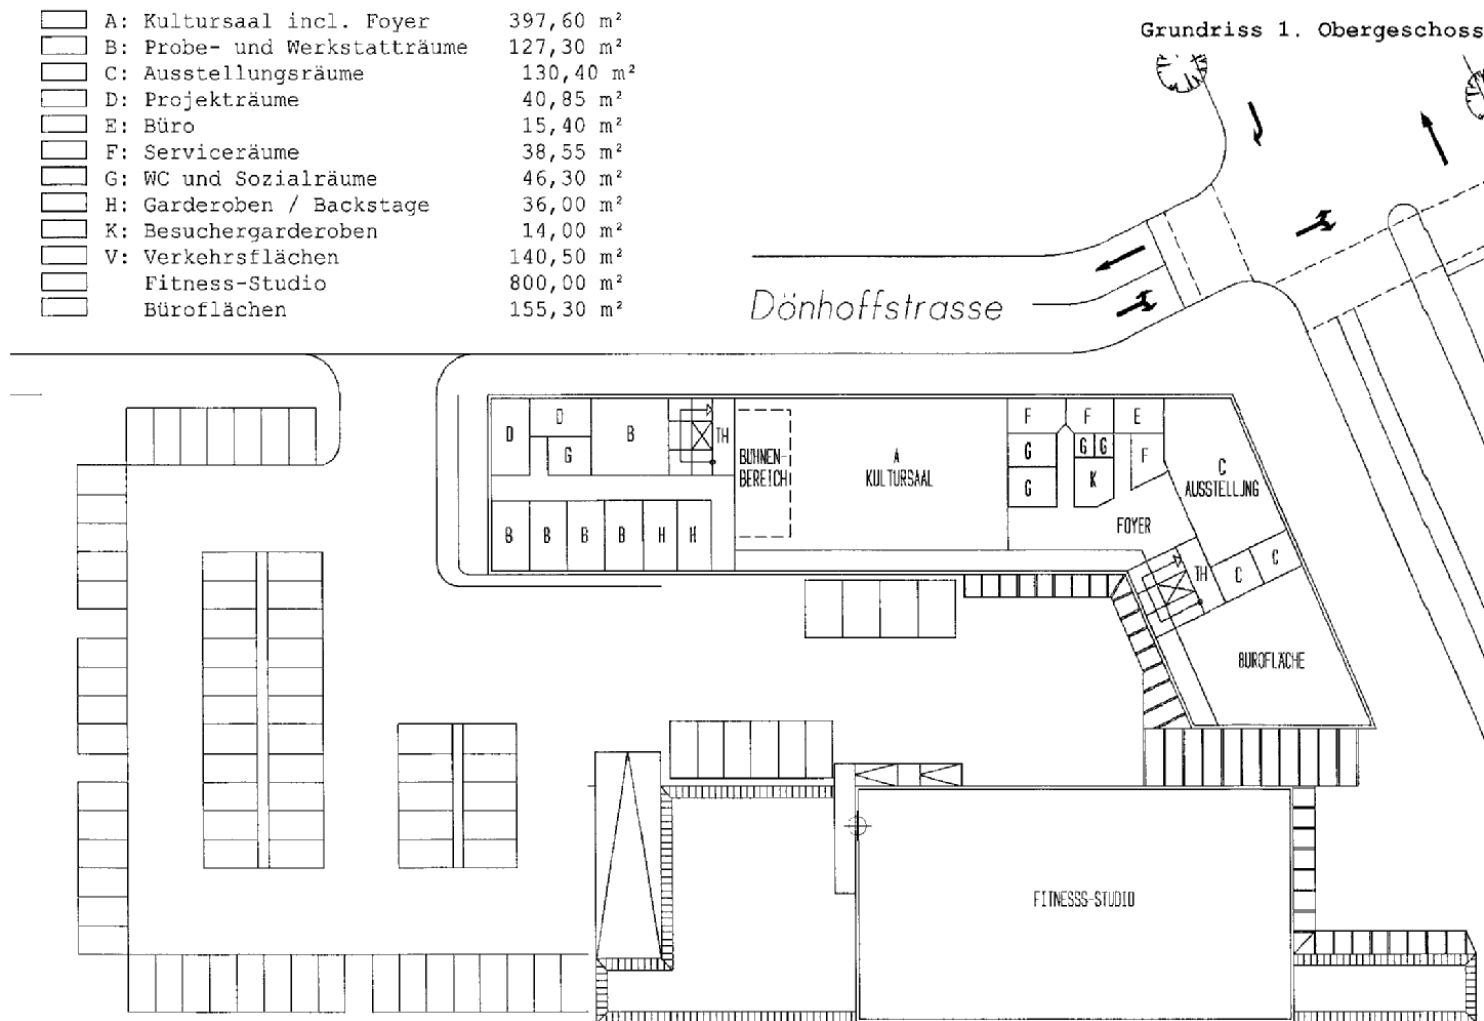 A: Kultursaal incl. Foyer 397,60 m²
B: Probe- und Werkstatträume 127,30 m²
C: Ausstellungsräume 130,40 m²
D: Projekträume 40,85 m²
E: Büro 15,40 m²
F: Serviceräume 38,55 m²
G: WC und Sozialräume 46,30 m²
H: Garderoben / Backstage 36,00 m²
K: Besuchergarderoben 14,00 m²
V: Verkehrsflächen 140,50 m²
Fitness-Studio 800,00 m²
Büroflächen 155,30 m²
Grundriss 1. Obergeschoss
Dönhoffstrasse
D
D
G
B
TH
BÜHNEN-
BEREICH
A
KULTURSAAL
F
F
E
G
G G
F
G
K
C
AUSSTELLUNG
FOYER
B B B B H H
TH
C
C
BÜROFLÄCHE
FITNESSS-STUDIO